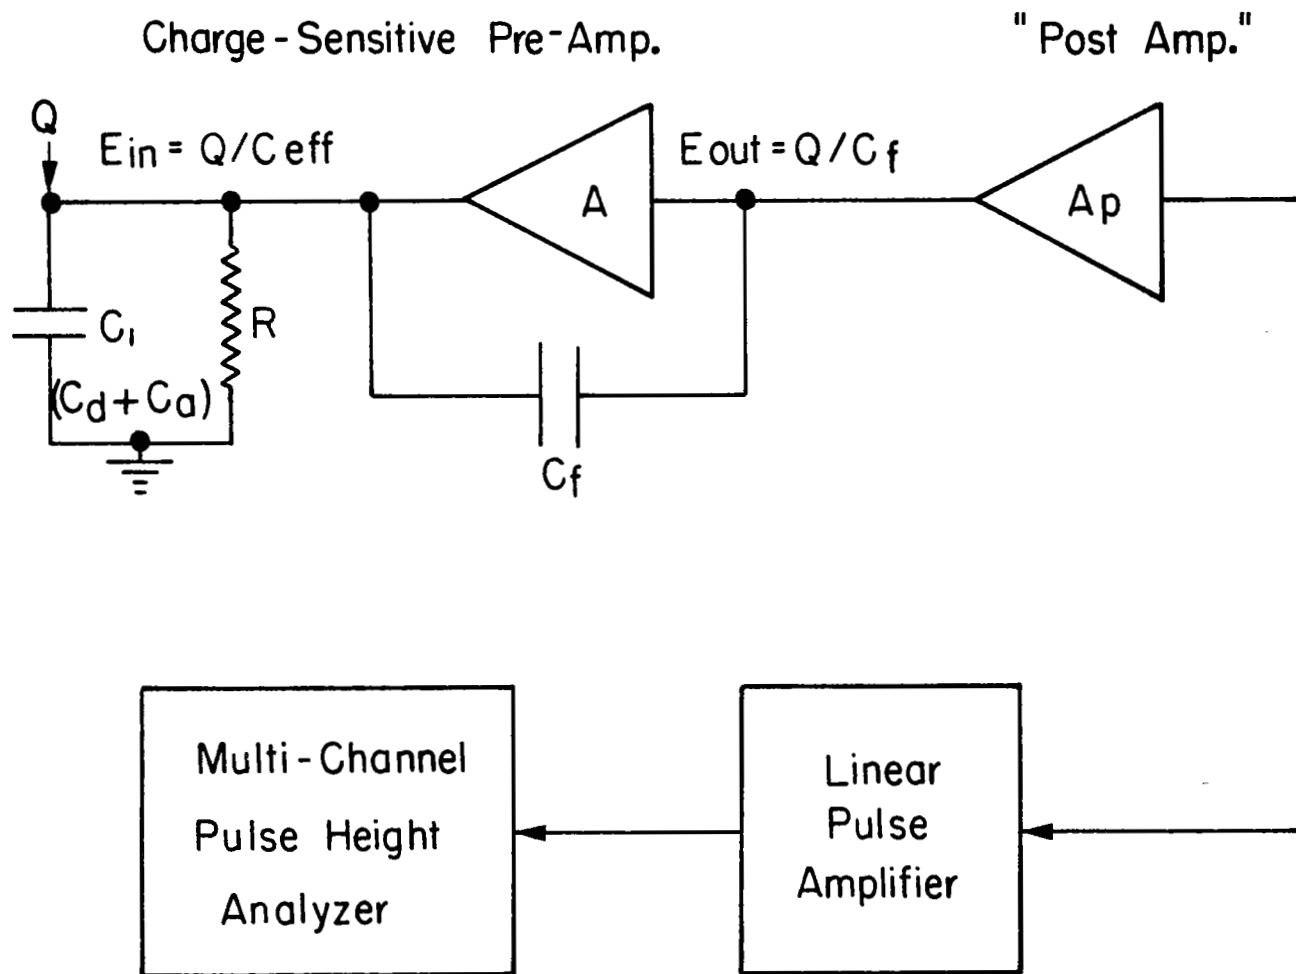 Charge-Sensitive Pre-Amp.
"Post Amp."
Q
Ein = Q/Ceff
A
Eout = Q/Cf
Ap
C1
R
(Cd+Ca)
Cf
Multi-Channel
Pulse Height
Analyzer
Linear
Pulse
Amplifier